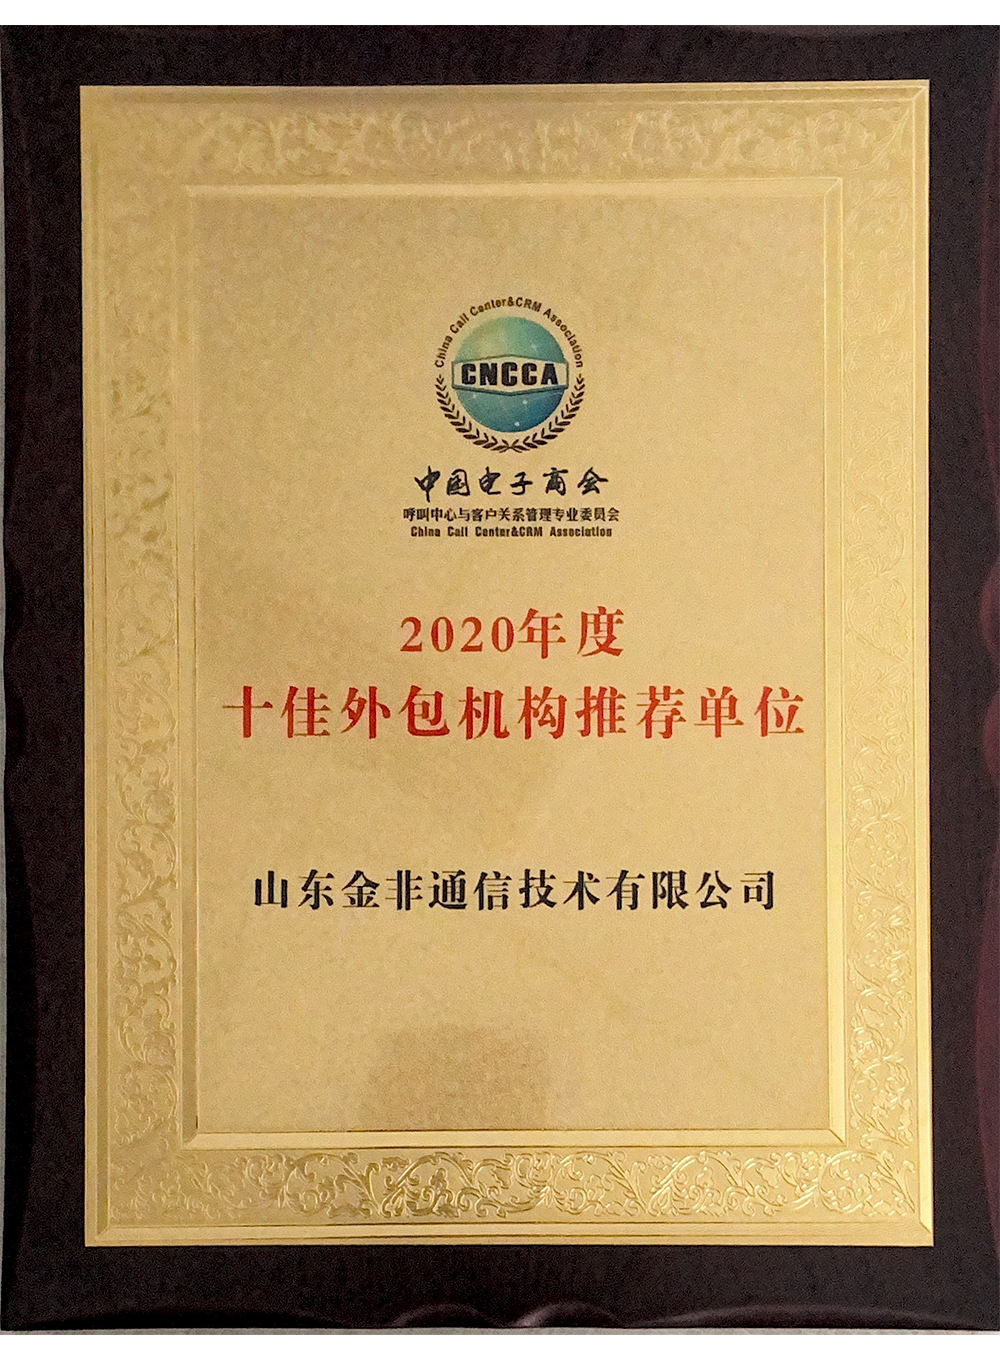 China Call Center&CRM Association
CNCCA
中国电子商会
呼叫中心与客户关系管理专业委员会
China Call Center&CRM Association
2020年度
十佳外包机构推荐单位
山东金非通信技术有限公司